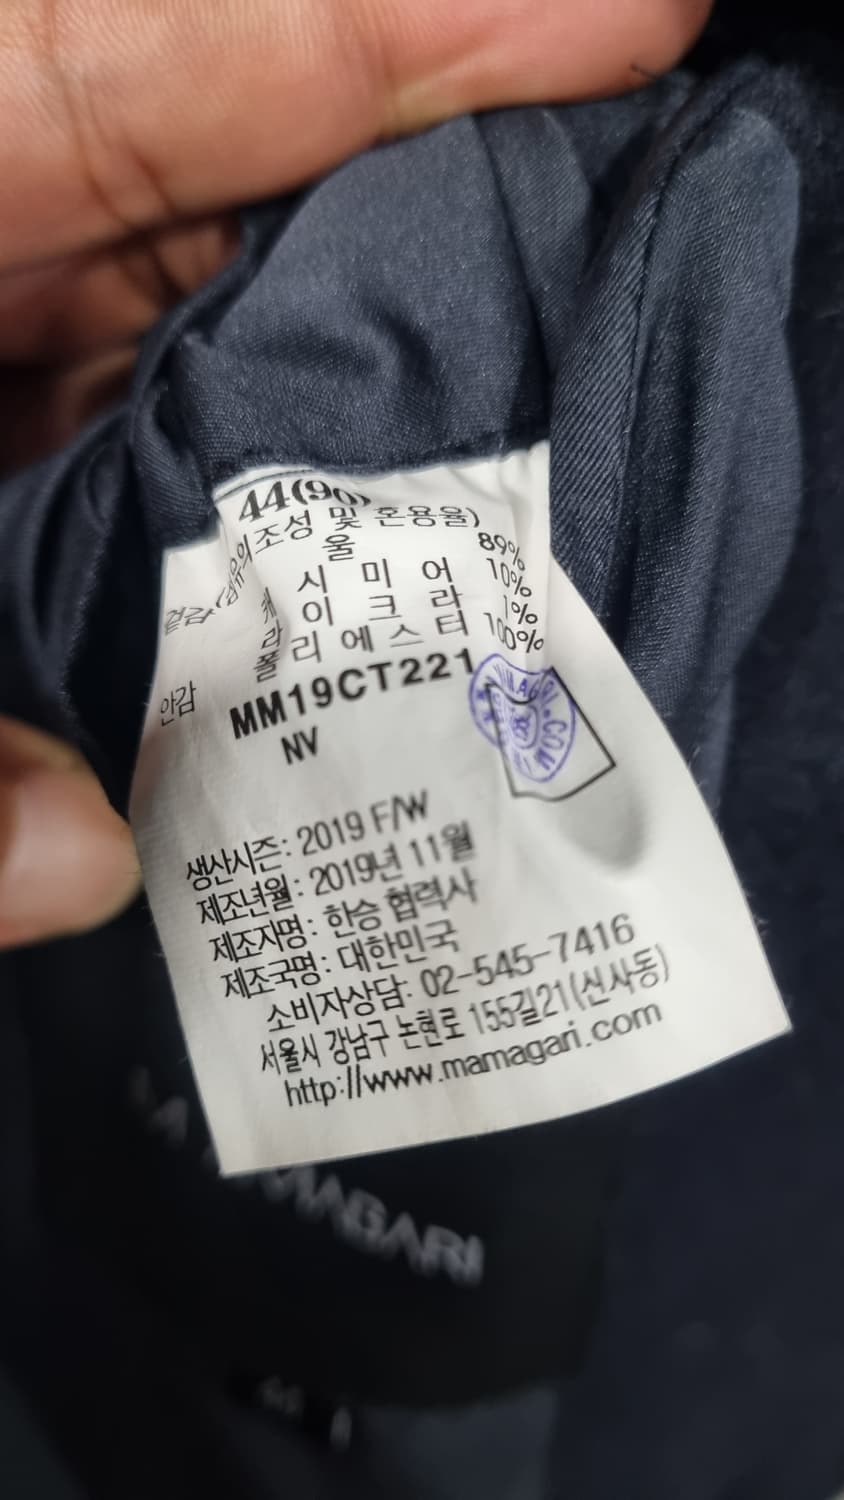 44(90)
(섬유의조성 및 혼용율)
겉감 울 89%
캐시미어 10%
라이크라 1%
안감 폴리에스터 100%
MM19CT221
NV
생산시즌: 2019 F/W
제조년월: 2019년 11월
제조자명: 한승 협력사
제조국명: 대한민국
소비자상담: 02-545-7416
서울시 강남구 논현로 155길21(신사동)
http://www.mamagari.com
MAGARI